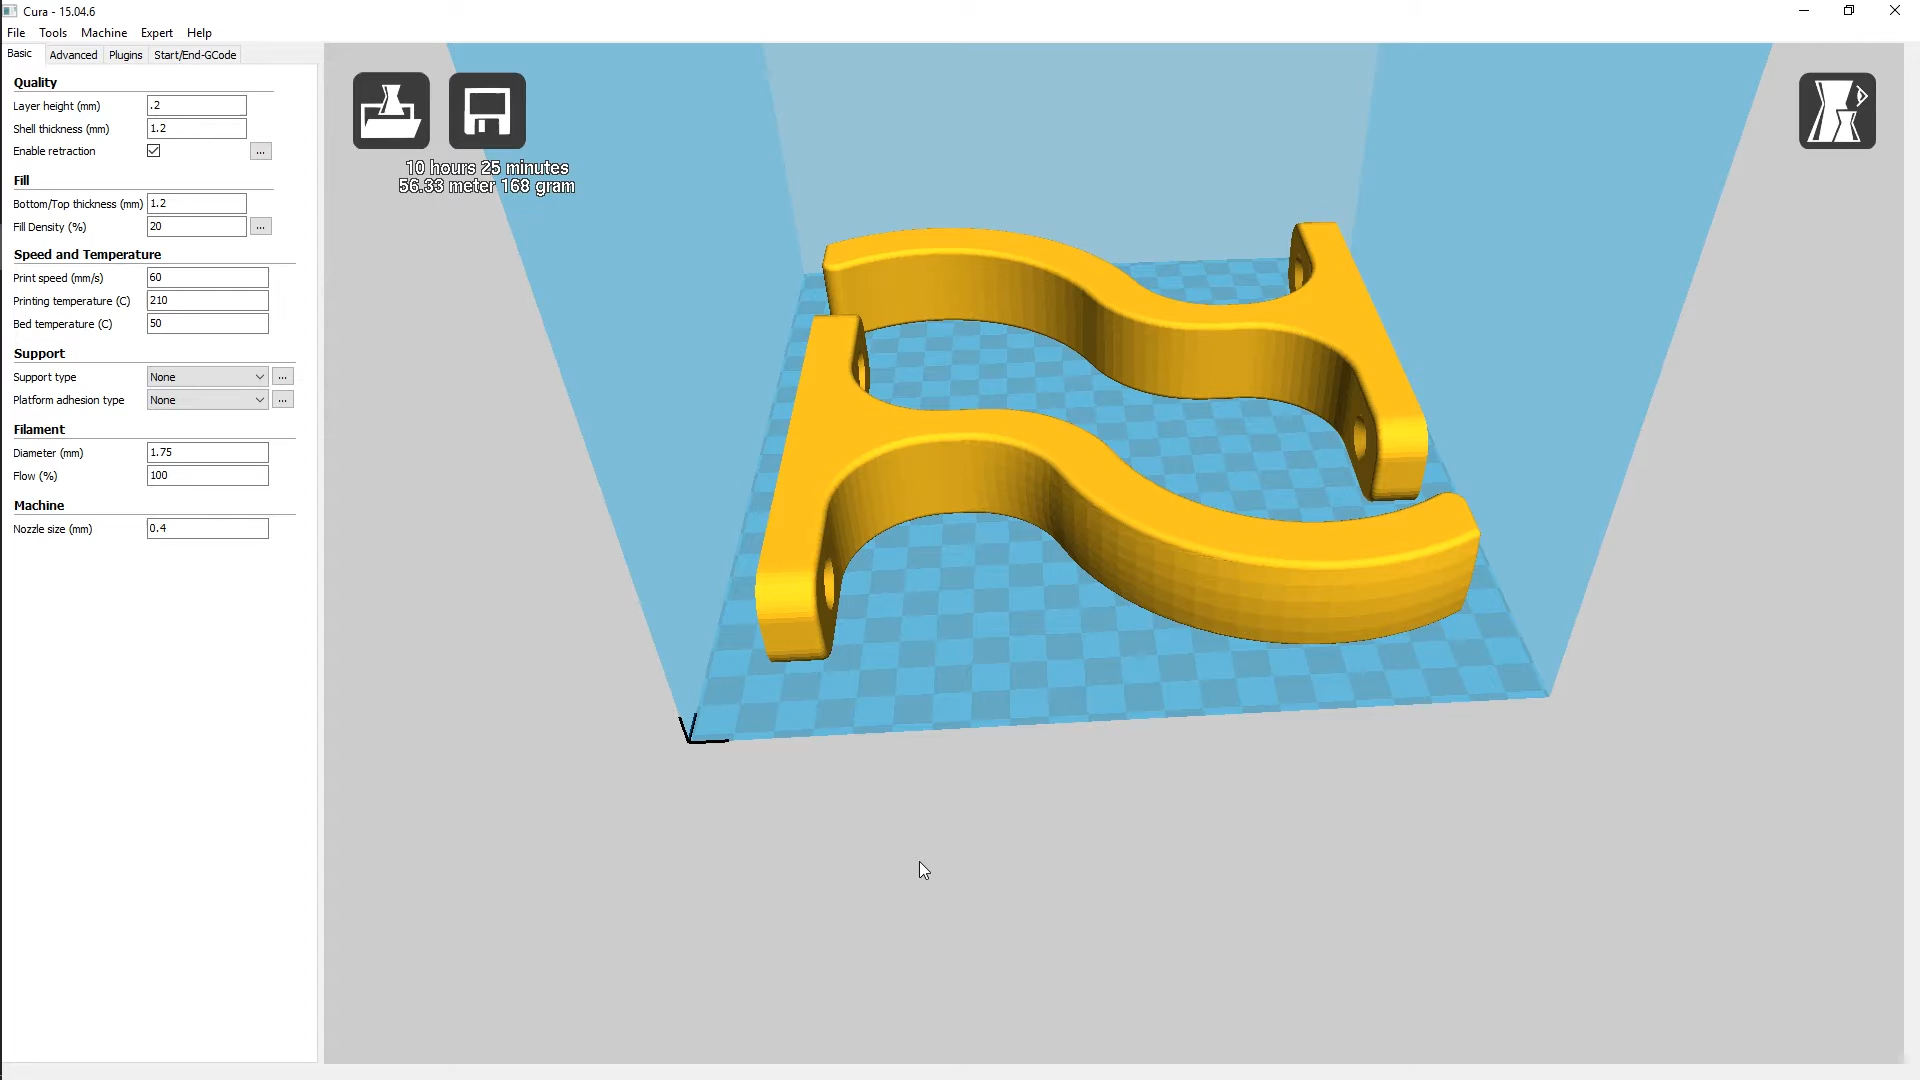 Cura - 15.04.6
File Tools Machine Expert Help
Basic Advanced Plugins Start/End-GCode
Quality
Layer height (mm) .2
Shell thickness (mm) 1.2
Enable retraction ...
Fill
Bottom/Top thickness (mm) 1.2
Fill Density (%) 20 ...
Speed and Temperature
Print speed (mm/s) 60
Printing temperature (C) 210
Bed temperature (C) 50
Support
Support type None ...
Platform adhesion type None ...
Filament
Diameter (mm) 1.75
Flow (%) 100
Machine
Nozzle size (mm) 0.4
10 hours 25 minutes
56.33 meter 168 gram